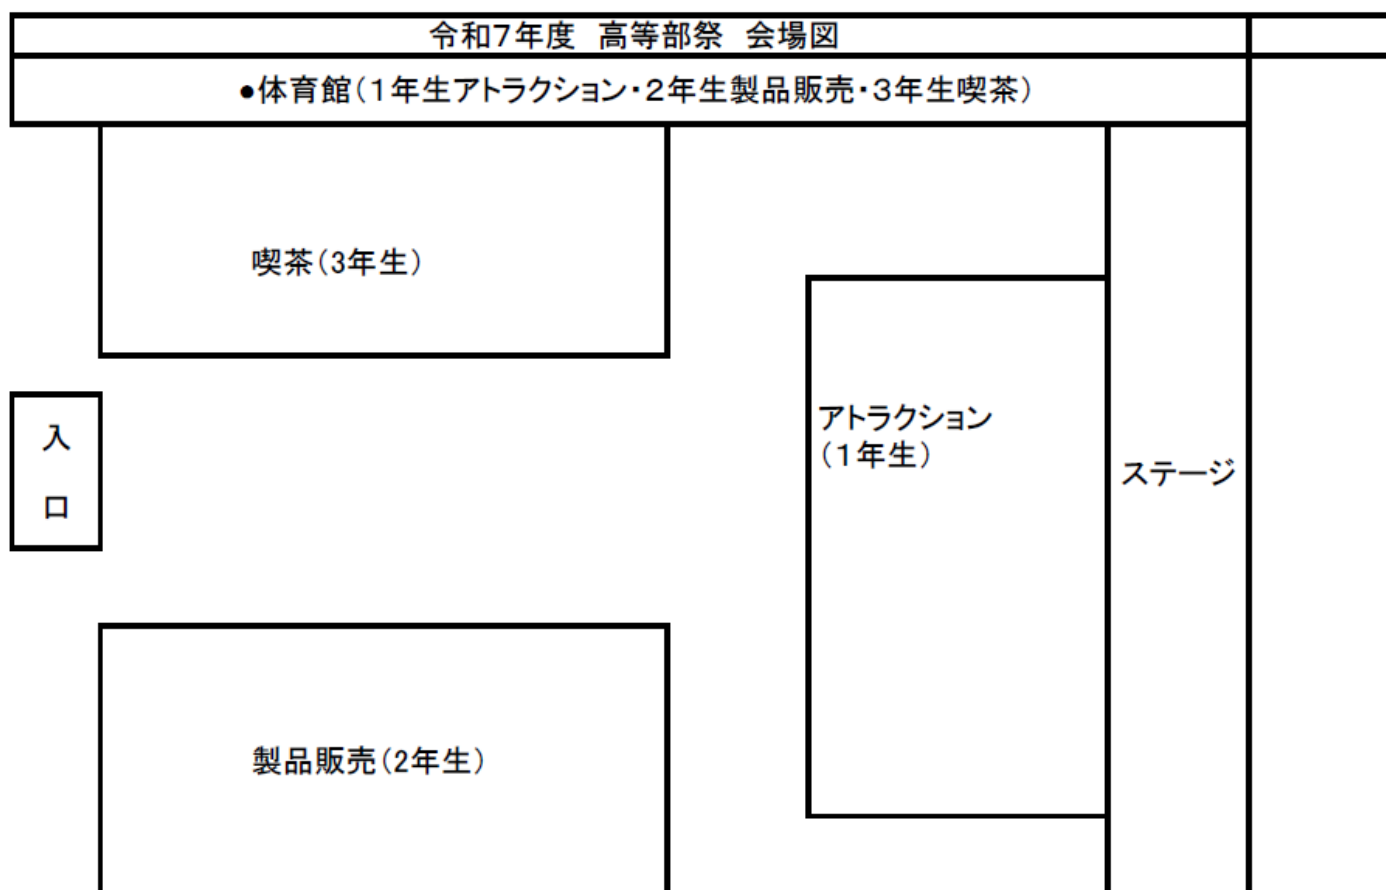 令和7年度　高等部祭　会場図
●体育館（１年生アトラクション・２年生製品販売・３年生喫茶）
喫茶（3年生）
アトラクション
（１年生）
入
口
ステージ
製品販売（2年生）